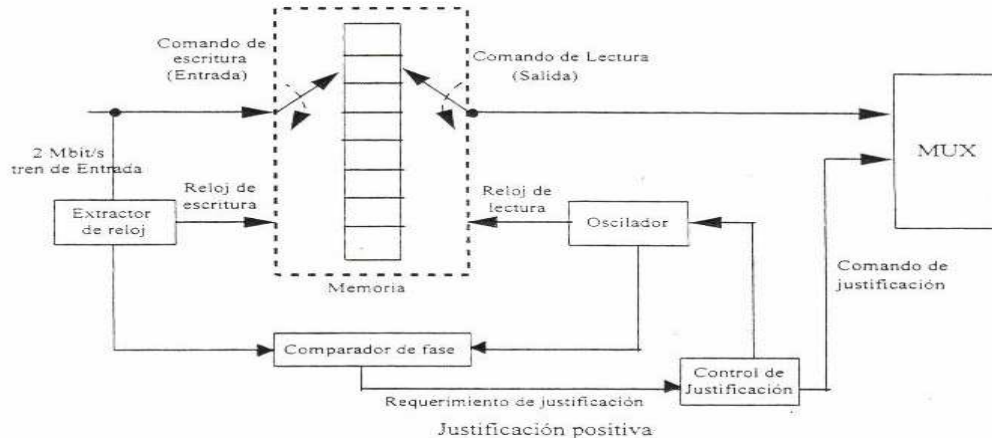 Comando de
escritura
(Entrada)
Comando de Lectura
(Salida)
MUX
2 Mbit/s
tren de Entrada
Reloj de
escritura
Reloj de
lectura
Extractor
de reloj
Oscilador
Memoria
Comando de
justificación
Comparador de fase
Control de
Justificación
Requerimiento de justificación
Justificación positiva